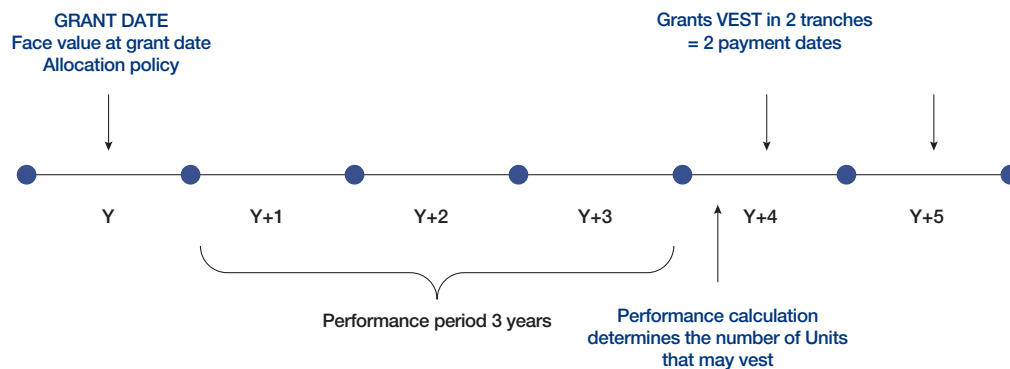 GRANT DATE
Face value at grant date
Allocation policy
Grants VEST in 2 tranches
= 2 payment dates
Y
Y+1
Y+2
Y+3
Y+4
Y+5
Performance period 3 years
Performance calculation
determines the number of Units
that may vest